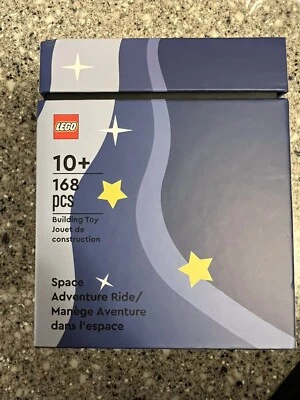 LEGO
10+
168
pcs
Building Toy
Jouet de
construction
Space
Adventure Ride/
Manège Aventure
dans l'espace